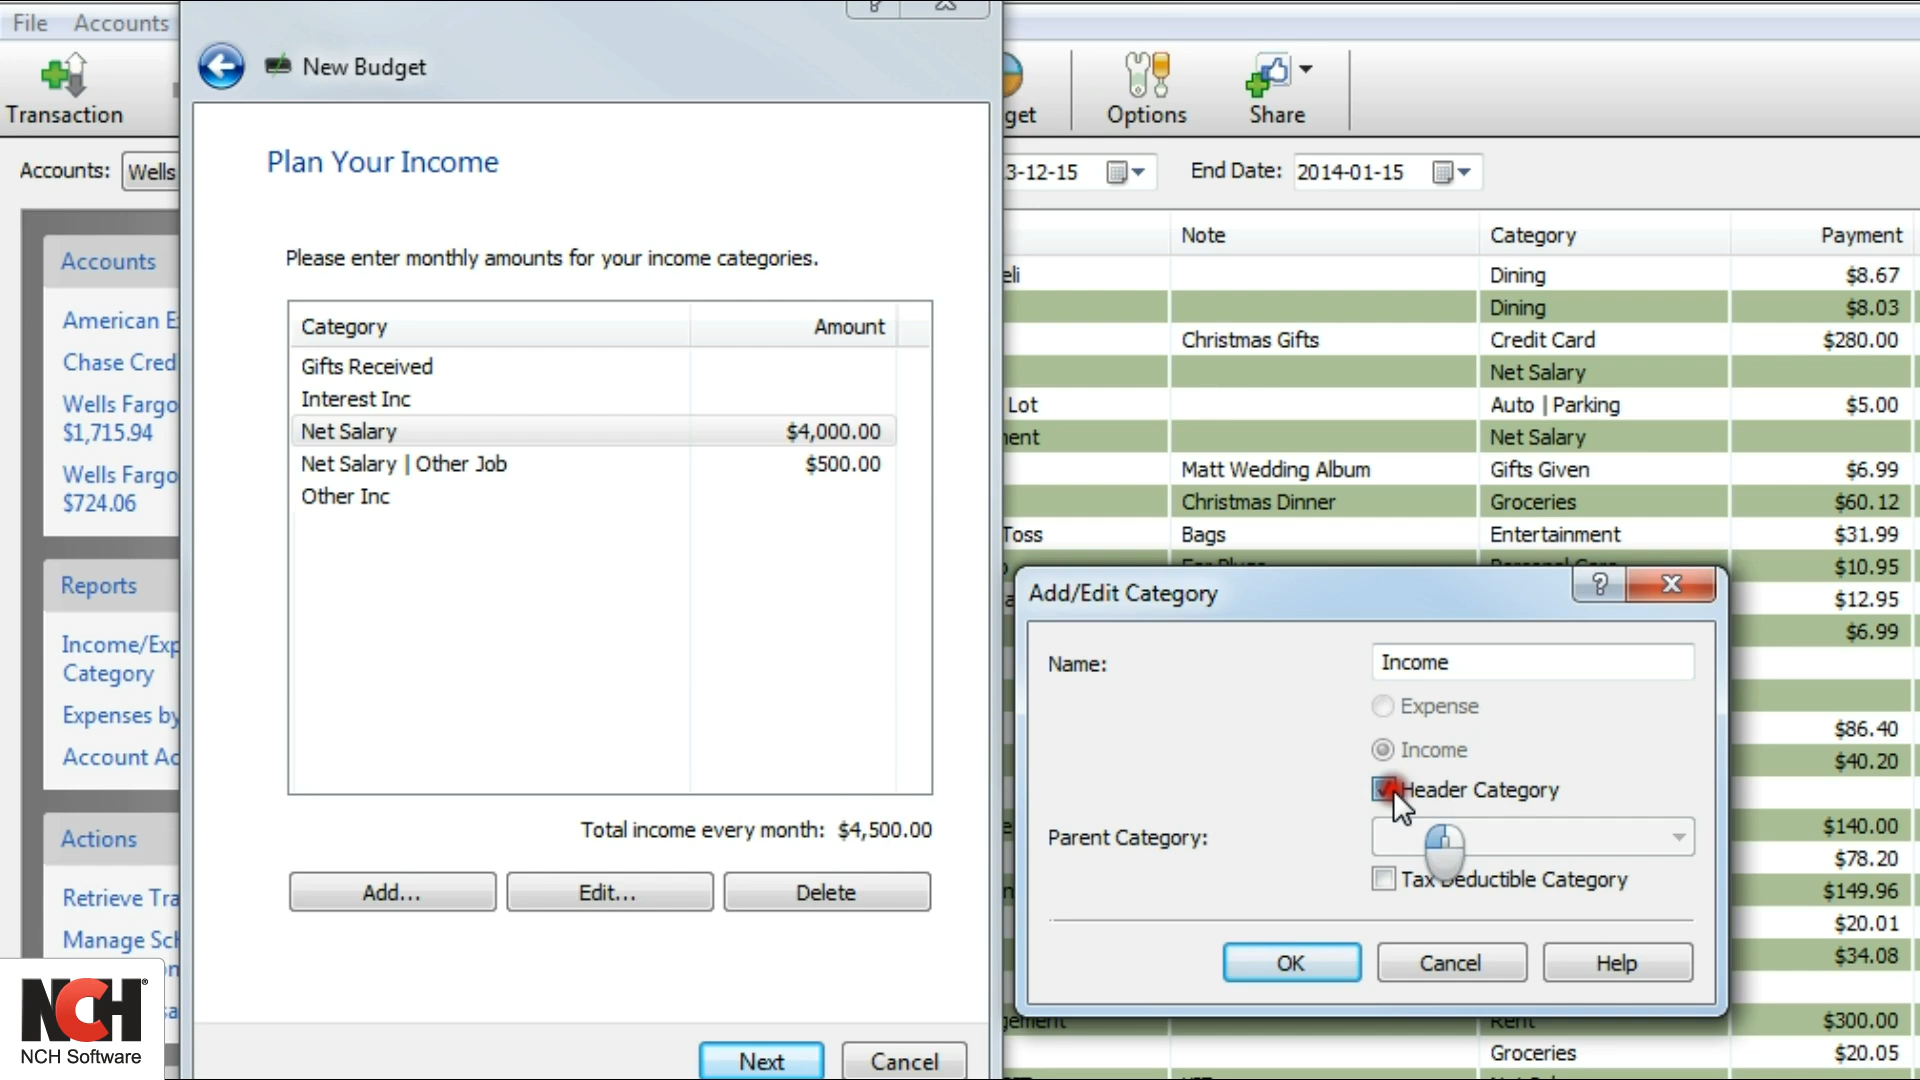 File Accounts
New Budget
Transaction
get
Options
Share
Accounts: Wells
3-12-15
End Date: 2014-01-15
Plan Your Income
Please enter monthly amounts for your income categories.
Category Amount
Gifts Received
Interest Inc
Net Salary $4,000.00
Net Salary | Other Job $500.00
Other Inc
Total income every month: $4,500.00
Add... Edit... Delete
Next Cancel
Accounts
American E
Chase Cred
Wells Fargo
$1,715.94
Wells Fargo
$724.06
Reports
Income/Exp
Category
Expenses by
Account Ac
Actions
Retrieve Tra
Manage Sch
NCH
®
NCH Software
Note Category Payment
eli Dining $8.67
Dining $8.03
Christmas Gifts Credit Card $280.00
Net Salary
Lot Auto | Parking $5.00
ment Net Salary
Matt Wedding Album Gifts Given $6.99
Christmas Dinner Groceries $60.12
Toss Bags Entertainment $31.99
$10.95
$12.95
$6.99
$86.40
$40.20
$140.00
$78.20
$149.96
$20.01
$34.08
gement Rent $300.00
Groceries $20.05
Add/Edit Category
Name: Income
Expense
Income
Header Category
Parent Category:
Tax Deductible Category
OK Cancel Help